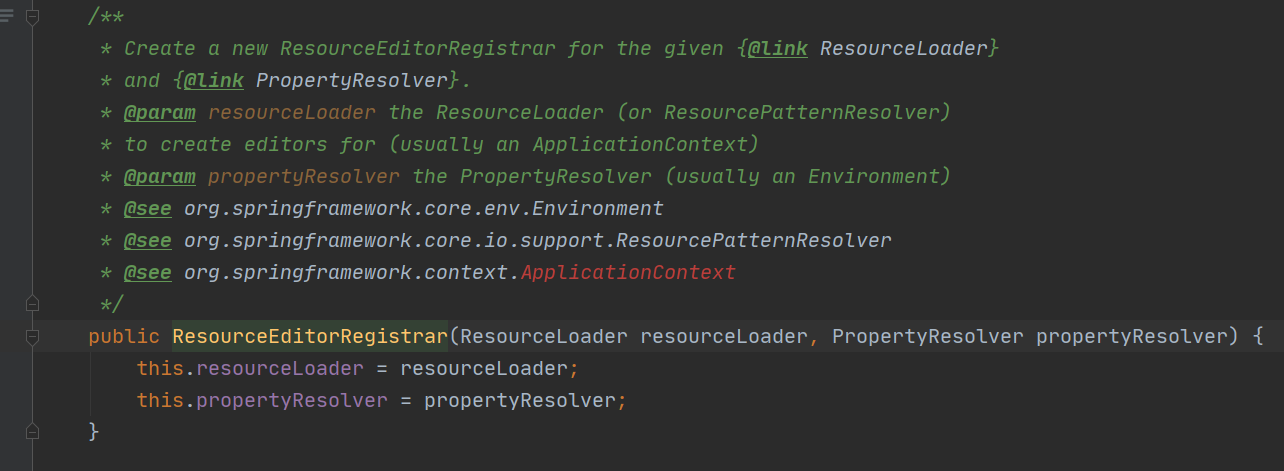 /**
 * Create a new ResourceEditorRegistrar for the given {@link ResourceLoader}
 * and {@link PropertyResolver}.
 * @param resourceLoader the ResourceLoader (or ResourcePatternResolver)
 * to create editors for (usually an ApplicationContext)
 * @param propertyResolver the PropertyResolver (usually an Environment)
 * @see org.springframework.core.env.Environment
 * @see org.springframework.core.io.support.ResourcePatternResolver
 * @see org.springframework.context.ApplicationContext
 */
public ResourceEditorRegistrar(ResourceLoader resourceLoader, PropertyResolver propertyResolver) {
    this.resourceLoader = resourceLoader;
    this.propertyResolver = propertyResolver;
}